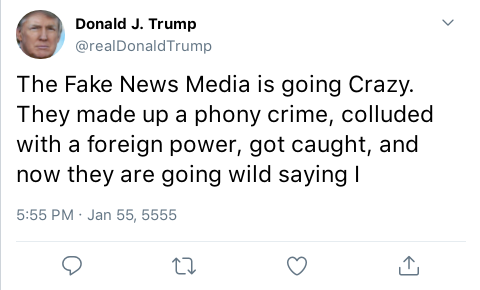 Donald J. Trump
@realDonaldTrump
The Fake News Media is going Crazy.
They made up a phony crime, colluded
with a foreign power, got caught, and
now they are going wild saying I
5:55 PM · Jan 55, 5555